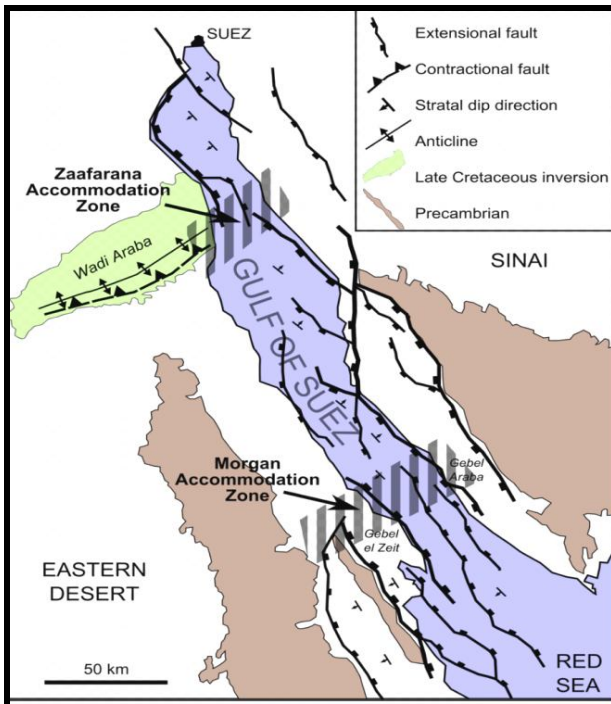 SUEZ
Extensional fault
Contractional fault
Stratal dip direction
Anticline
Late Cretaceous inversion
Precambrian
Zaafarana
Accommodation
Zone
Wadi Araba
SINAI
GULF OF SUEZ
Morgan
Accommodation
Zone
Gebel
Araba
Gebel
el Zeit
EASTERN
DESERT
50 km
RED
SEA